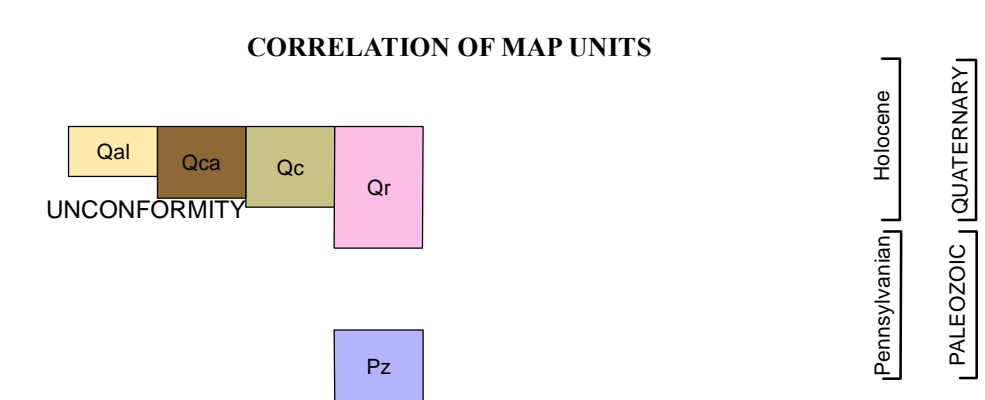 CORRELATION OF MAP UNITS
Qal
Qca
Qc
Qr
UNCONFORMITY
Pz
Holocene
QUATERNARY
Pennsylvanian
PALEOZOIC